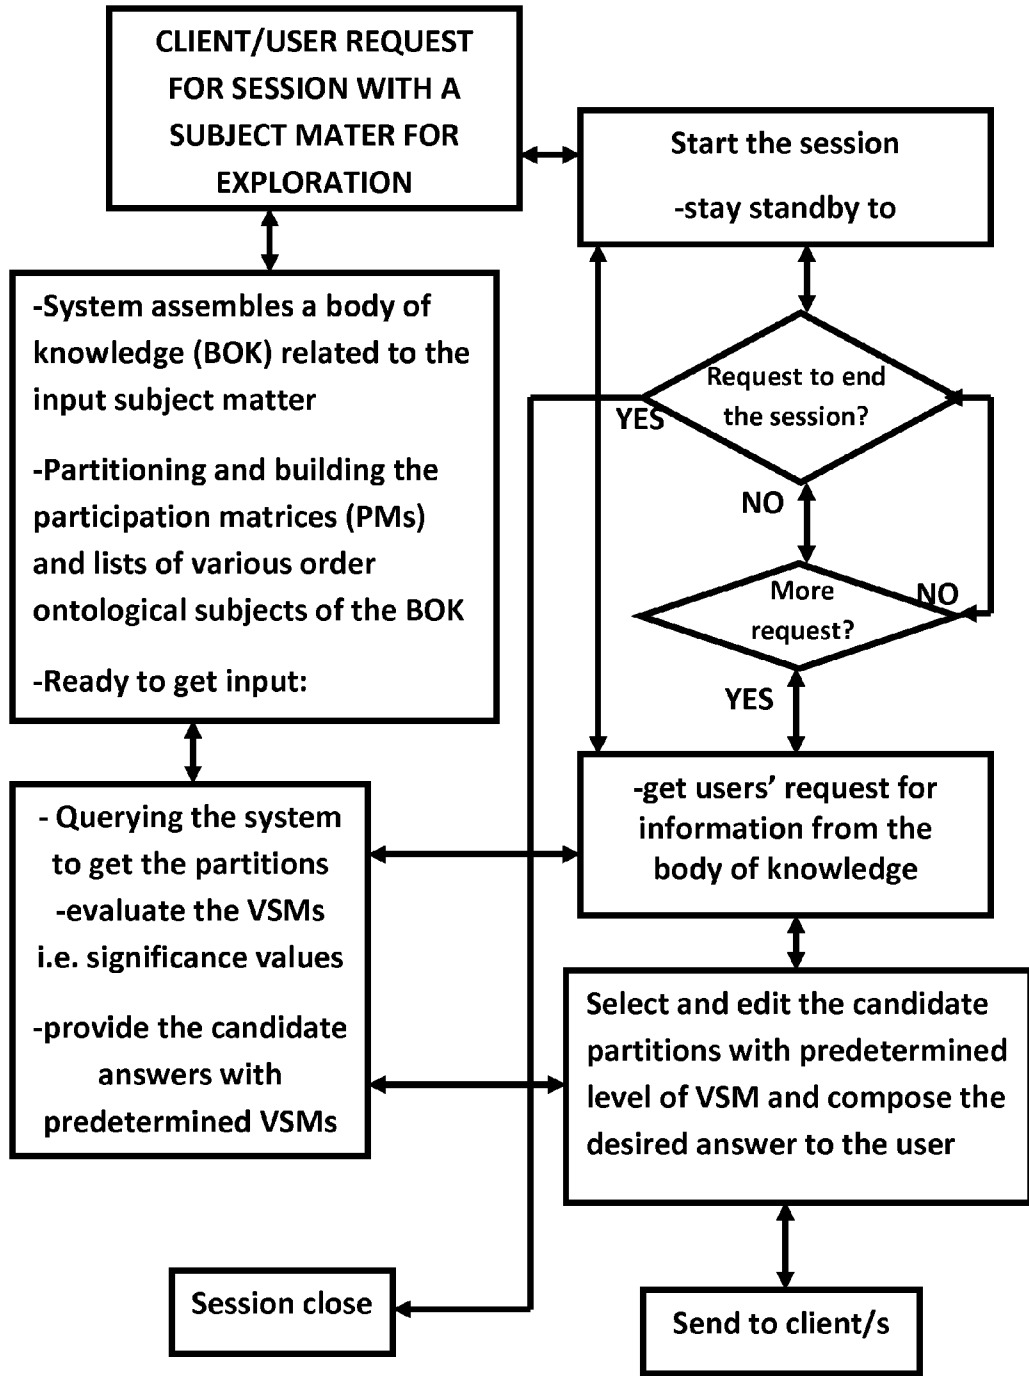 CLIENT/USER REQUEST
FOR SESSION WITH A
SUBJECT MATER FOR
EXPLORATION
Start the session
-stay standby to
-System assembles a body of
knowledge (BOK) related to the
input subject matter
-Partitioning and building the
participation matrices (PMs)
and lists of various order
ontological subjects of the BOK
-Ready to get input:
Request to end
the session?
YES
NO
More
request?
NO
YES
- Querying the system
to get the partitions
-evaluate the VSMs
i.e. significance values
-provide the candidate
answers with
predetermined VSMs
-get users’ request for
information from the
body of knowledge
Select and edit the candidate
partitions with predetermined
level of VSM and compose the
desired answer to the user
Session close
Send to client/s